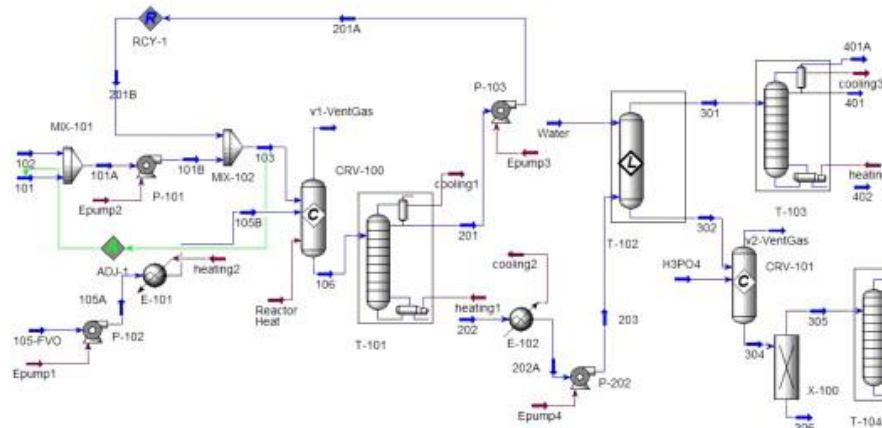 R
RCY-1
201A
201B
P-103
v1-VentGas
Water
301
401A
cooling3
401
MIX-101
102
101
101A
101B
103
MIX-102
CRV-100
P-101
Epump2
Epump3
L
C
cooling1
105B
ADJ-1
E-101
heating2
105A
Reactor
Heat
106
201
T-102
302
T-103
402
v2-VentGas
CRV-101
cooling2
H3PO4
C
105-FVO
P-102
Epump1
T-101
heating1
202
E-102
203
202A
P-202
Epump4
304
305
X-100
T-104